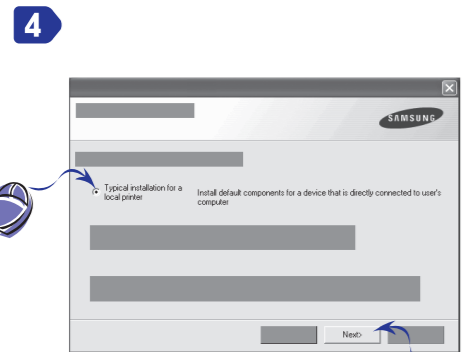 4
SAMSUNG
Typical installation for a
local printer
Install default components for a device that is directly connected to user's
computer
Next>